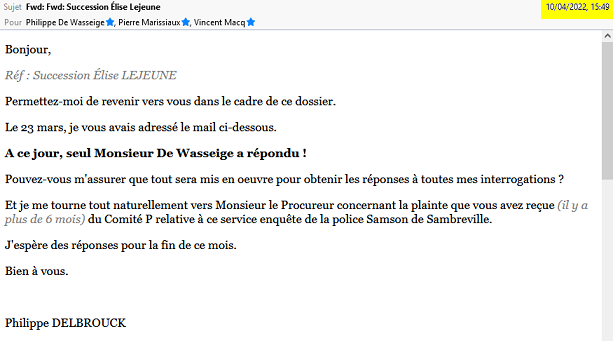 Sujet Fwd: Fwd: Succession Élise Lejeune
10/04/2022, 15:49
Pour Philippe De Wasseige, Pierre Marissiaux, Vincent Macq
Bonjour,
Réf : Succession Élise LEJEUNE
Permettez-moi de revenir vers vous dans le cadre de ce dossier.
Le 23 mars, je vous avais adressé le mail ci-dessous.
A ce jour, seul Monsieur De Wasseige a répondu !
Pouvez-vous m'assurer que tout sera mis en oeuvre pour obtenir les réponses à toutes mes interrogations ?
Et je me tourne tout naturellement vers Monsieur le Procureur concernant la plainte que vous avez reçue (il y a
plus de 6 mois) du Comité P relative à ce service enquête de la police Samson de Sambreville.
J'espère des réponses pour la fin de ce mois.
Bien à vous.
Philippe DELBROUCK